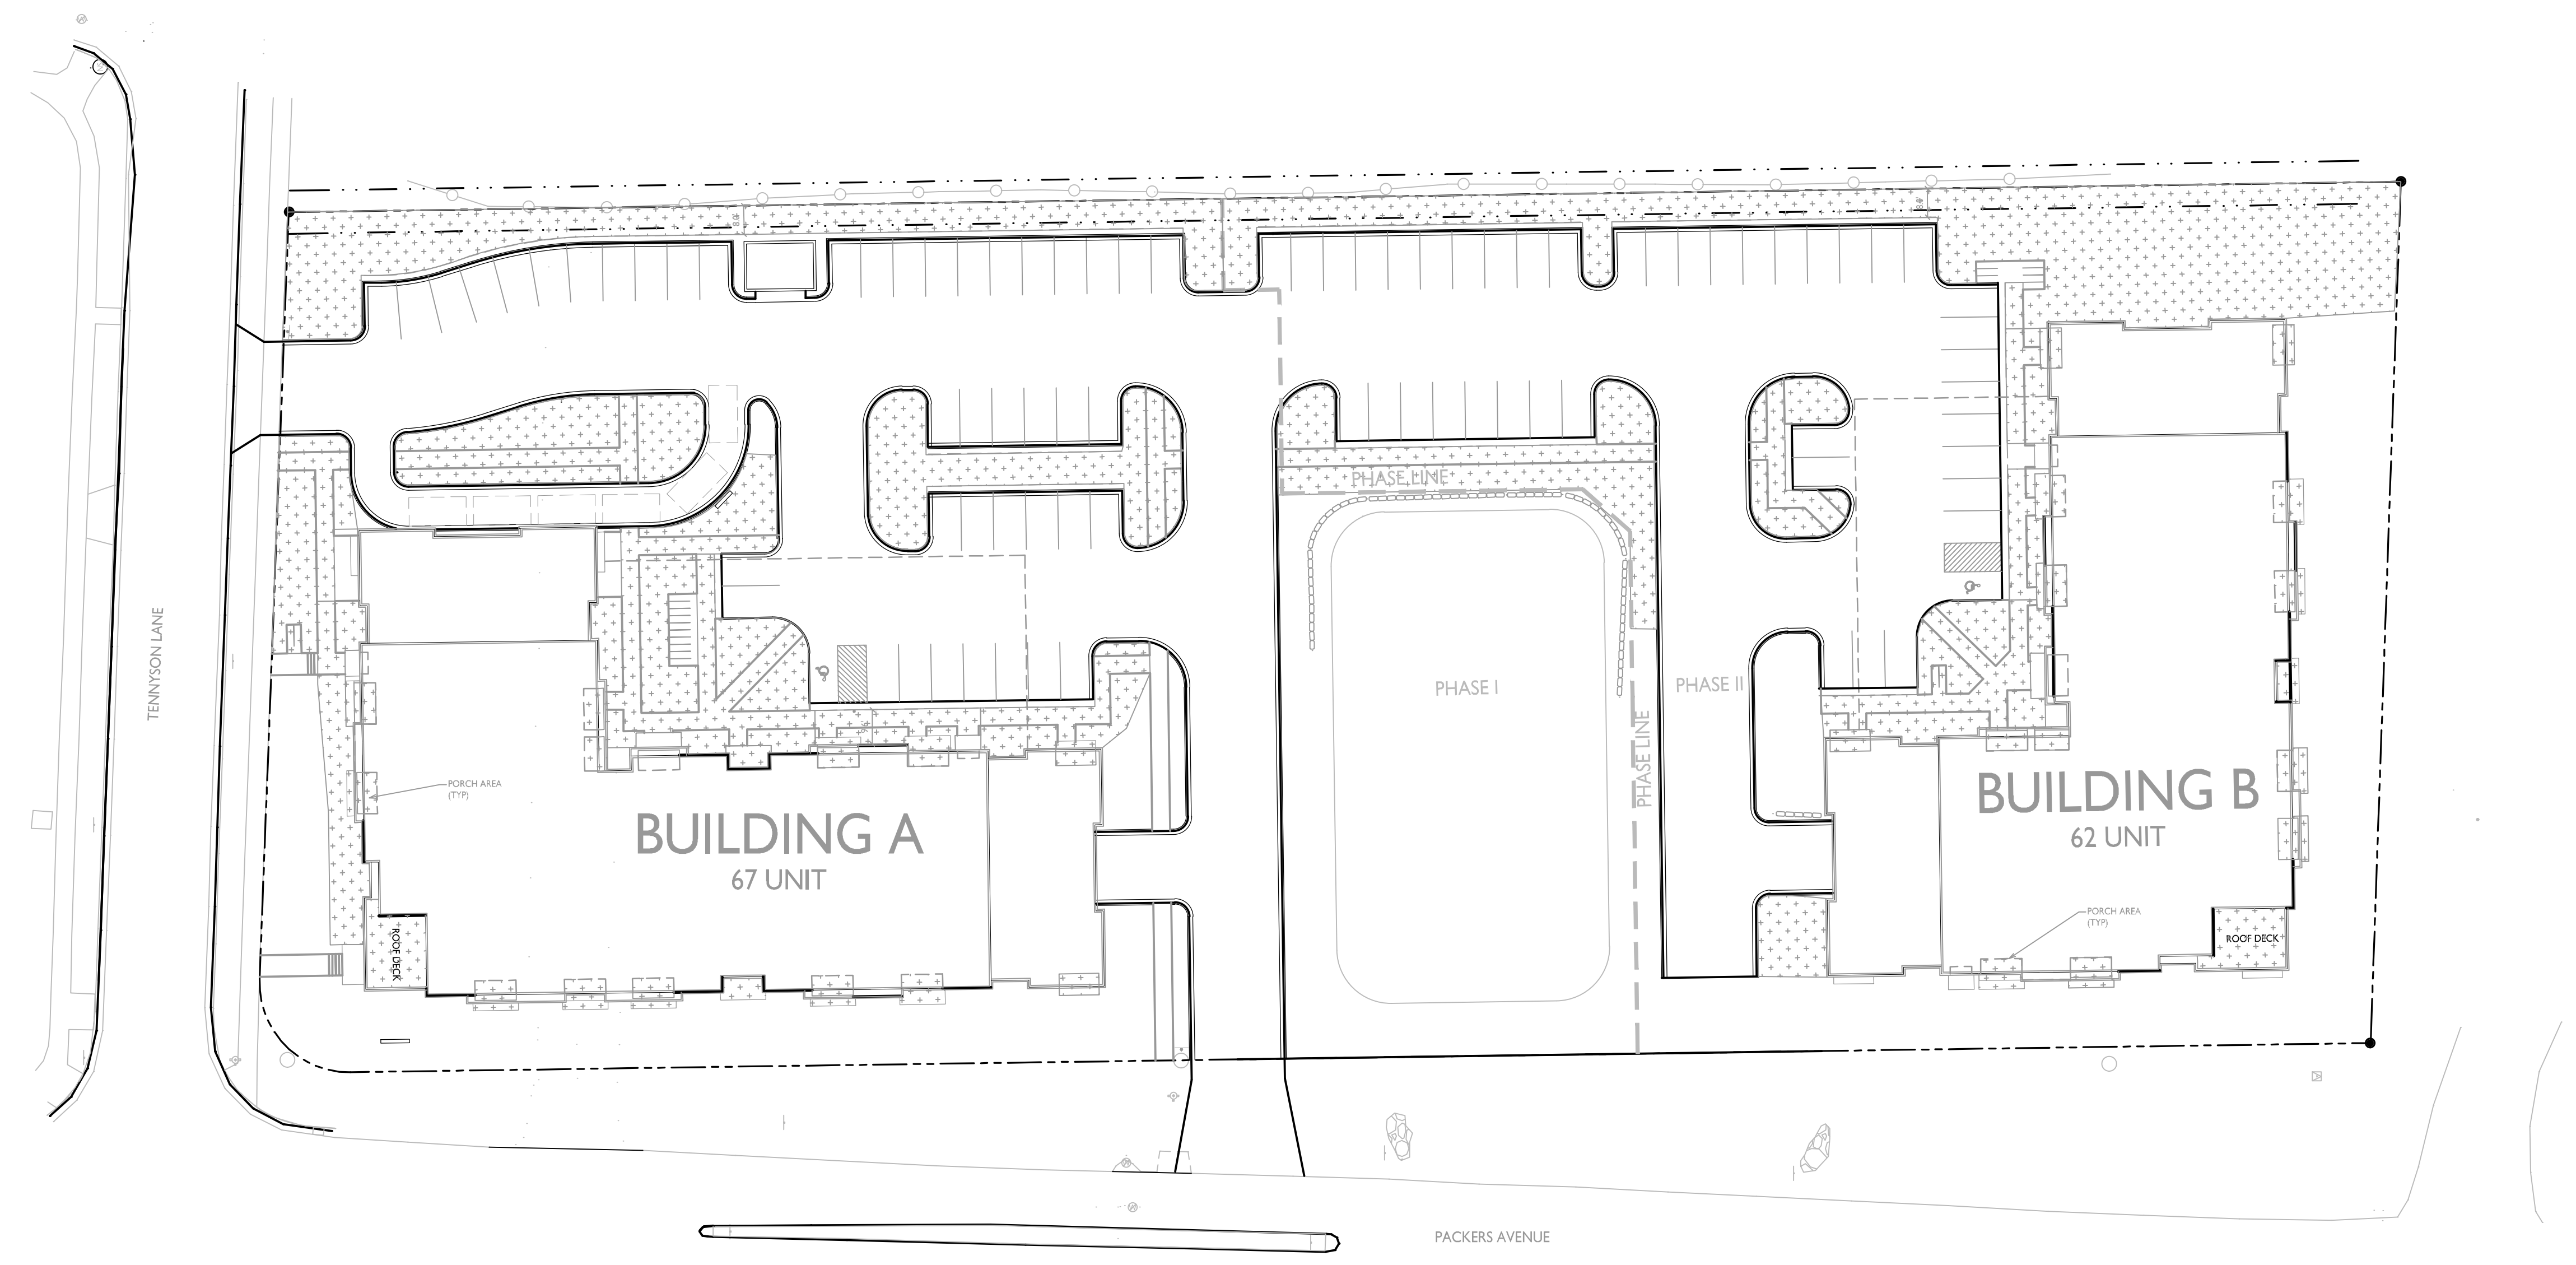 PHASE LINE
TENNYSON LANE
PHASE I
PHASE II
PHASE LINE
PORCH AREA
(TYP)
BUILDING A
67 UNIT
BUILDING B
62 UNIT
ROOF DECK
PORCH AREA
(TYP)
ROOF DECK
PACKERS AVENUE